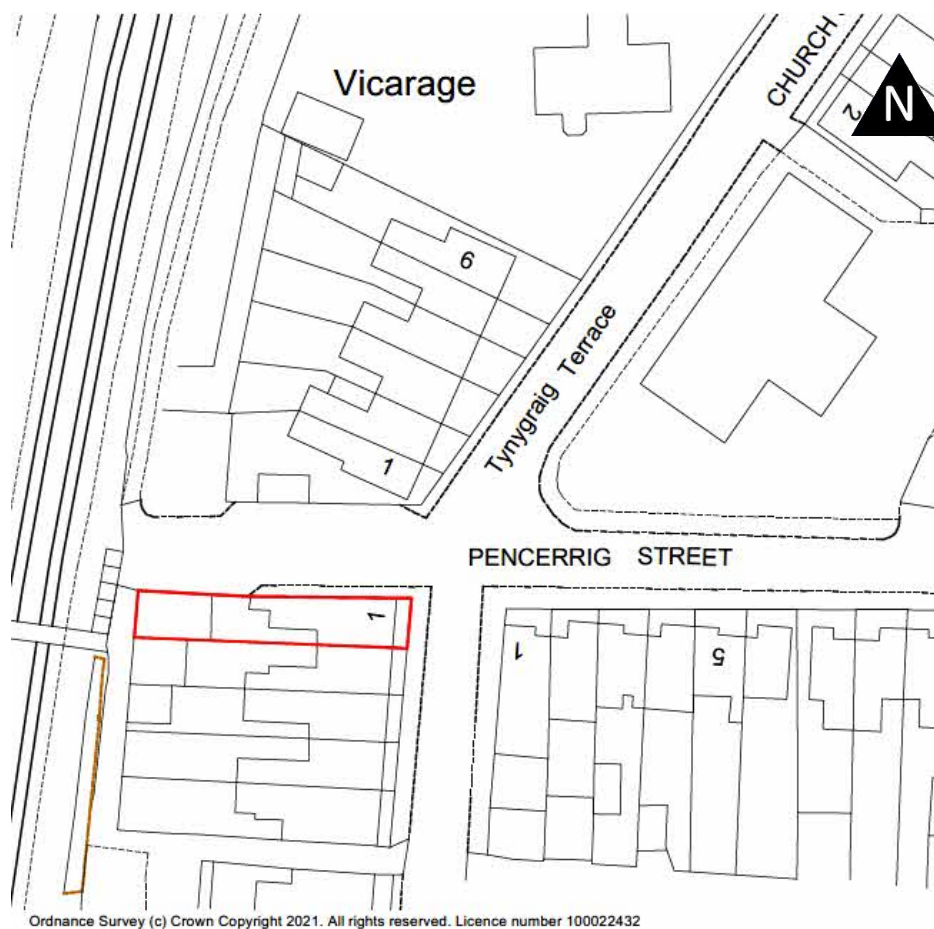 Vicarage
CHURCH
N
2
6
Tynygraig Terrace
1
PENCERRIG STREET
1
1
5
Ordnance Survey (c) Crown Copyright 2021. All rights reserved. Licence number 100022432